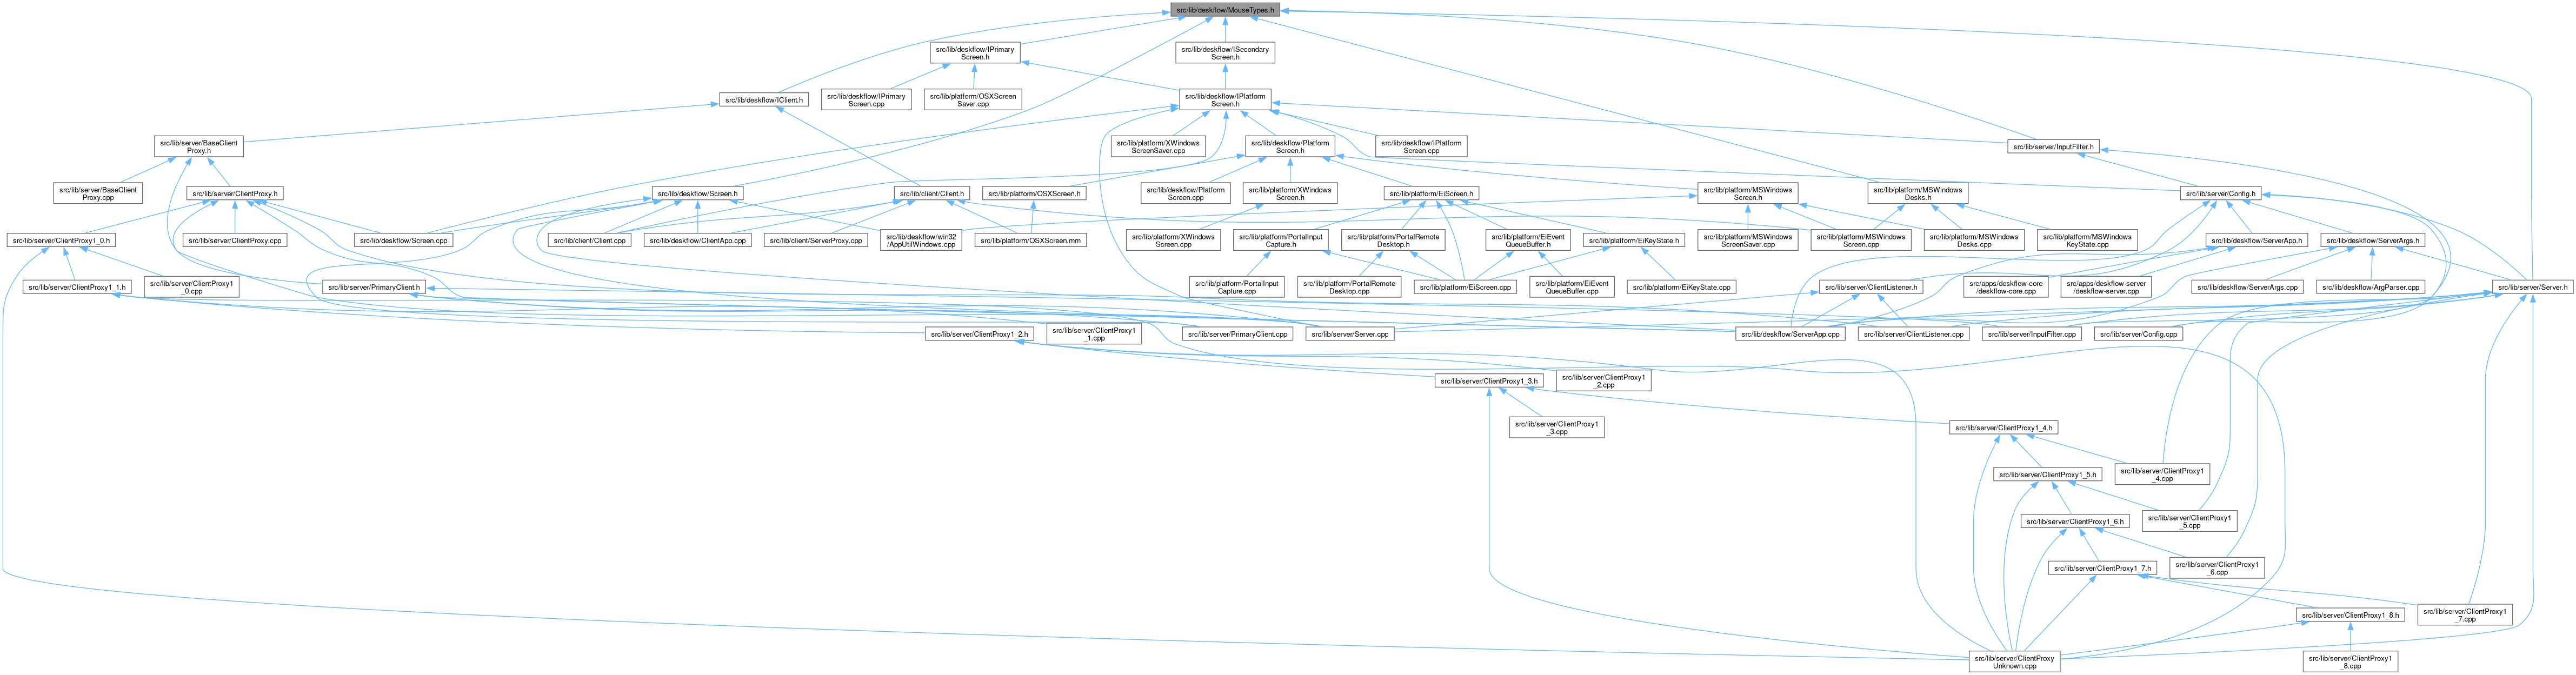 src/lib/deskflow/MouseTypes.h
src/lib/deskflow/IPrimary
Screen.h
src/lib/deskflow/ISecondary
Screen.h
src/lib/deskflow/IClient.h
src/lib/deskflow/IPrimary
Screen.cpp
src/lib/platform/OSXScreen
Saver.cpp
src/lib/deskflow/IPlatform
Screen.h
src/lib/server/BaseClient
Proxy.h
src/lib/platform/XWindows
ScreenSaver.cpp
src/lib/deskflow/Platform
Screen.h
src/lib/deskflow/IPlatform
Screen.cpp
src/lib/server/InputFilter.h
src/lib/server/BaseClient
Proxy.cpp
src/lib/server/ClientProxy.h
src/lib/deskflow/Screen.h
src/lib/client/Client.h
src/lib/platform/OSXScreen.h
src/lib/deskflow/Platform
Screen.cpp
src/lib/platform/XWindows
Screen.h
src/lib/platform/EiScreen.h
src/lib/platform/MSWindows
Screen.h
src/lib/platform/MSWindows
Desks.h
src/lib/server/Config.h
src/lib/server/ClientProxy1_0.h
src/lib/server/ClientProxy.cpp
src/lib/deskflow/Screen.cpp
src/lib/client/Client.cpp
src/lib/deskflow/ClientApp.cpp
src/lib/client/ServerProxy.cpp
src/lib/deskflow/win32
/AppUtilWindows.cpp
src/lib/platform/OSXScreen.mm
src/lib/platform/XWindows
Screen.cpp
src/lib/platform/PortalInput
Capture.h
src/lib/platform/PortalRemote
Desktop.h
src/lib/platform/EiEvent
QueueBuffer.h
src/lib/platform/EiKeyState.h
src/lib/platform/MSWindows
ScreenSaver.cpp
src/lib/platform/MSWindows
Screen.cpp
src/lib/platform/MSWindows
Desks.cpp
src/lib/platform/MSWindows
KeyState.cpp
src/lib/deskflow/ServerApp.h
src/lib/deskflow/ServerArgs.h
src/lib/server/ClientProxy1_1.h
src/lib/server/ClientProxy1
_0.cpp
src/lib/server/PrimaryClient.h
src/lib/platform/PortalInput
Capture.cpp
src/lib/platform/PortalRemote
Desktop.cpp
src/lib/platform/EiScreen.cpp
src/lib/platform/EiEvent
QueueBuffer.cpp
src/lib/platform/EiKeyState.cpp
src/lib/server/ClientListener.h
src/apps/deskflow-core
/deskflow-core.cpp
src/apps/deskflow-server
/deskflow-server.cpp
src/lib/deskflow/ServerArgs.cpp
src/lib/deskflow/ArgParser.cpp
src/lib/server/Server.h
src/lib/server/ClientProxy1_2.h
src/lib/server/ClientProxy1
_1.cpp
src/lib/server/PrimaryClient.cpp
src/lib/server/Server.cpp
src/lib/deskflow/ServerApp.cpp
src/lib/server/ClientListener.cpp
src/lib/server/InputFilter.cpp
src/lib/server/Config.cpp
src/lib/server/ClientProxy1_3.h
src/lib/server/ClientProxy1
_2.cpp
src/lib/server/ClientProxy1
_3.cpp
src/lib/server/ClientProxy1_4.h
src/lib/server/ClientProxy1_5.h
src/lib/server/ClientProxy1
_4.cpp
src/lib/server/ClientProxy1_6.h
src/lib/server/ClientProxy1
_5.cpp
src/lib/server/ClientProxy1_7.h
src/lib/server/ClientProxy1
_6.cpp
src/lib/server/ClientProxy1_8.h
src/lib/server/ClientProxy1
_7.cpp
src/lib/server/ClientProxy
Unknown.cpp
src/lib/server/ClientProxy1
_8.cpp